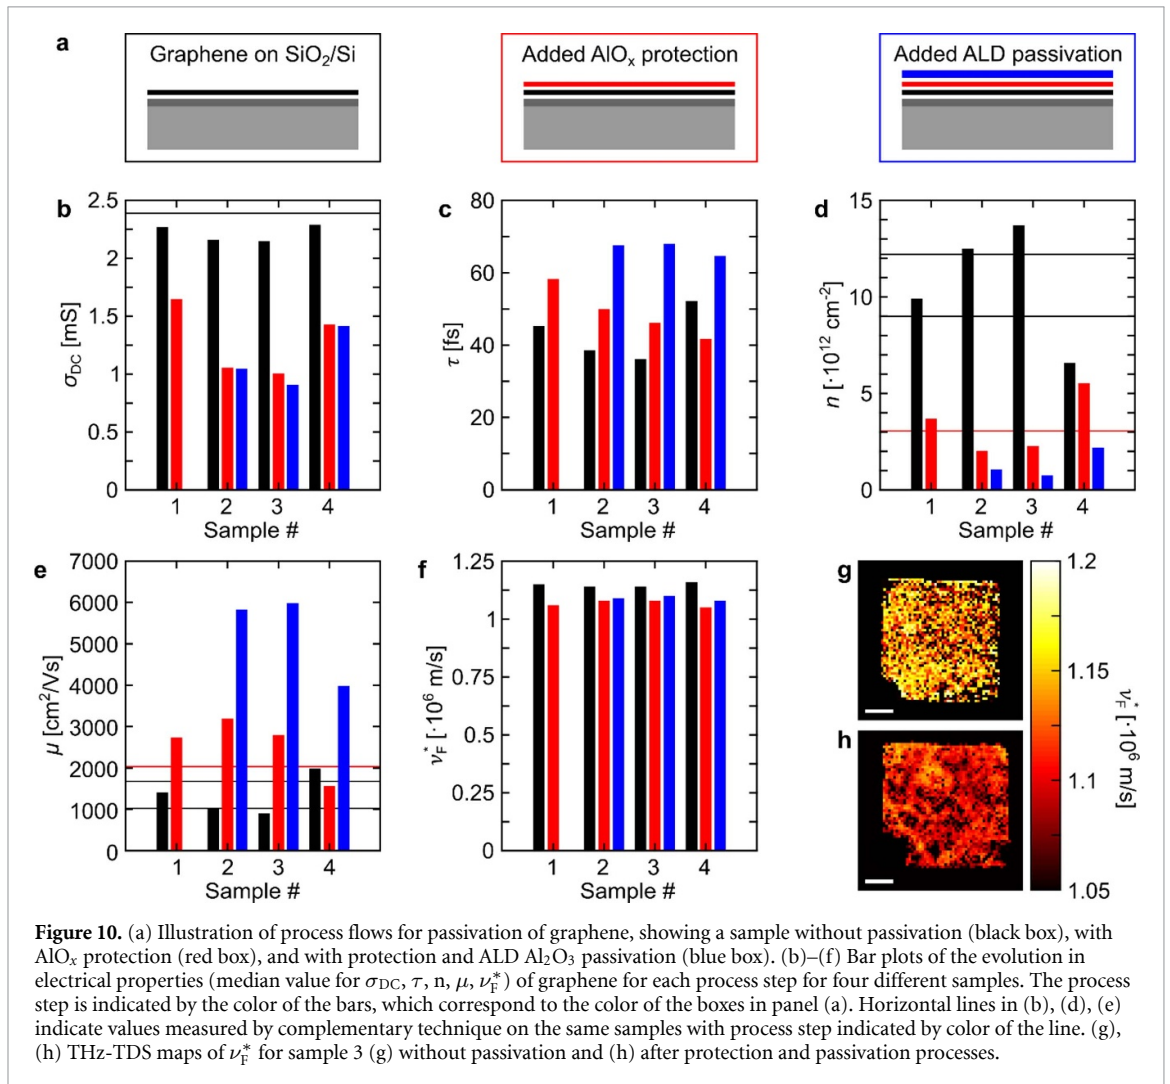 a
Graphene on SiO₂/Si
Added AlOₓ protection
Added ALD passivation
b
2.5
2
1.5
1
0.5
0
σDC [mS]
1 2 3 4
Sample #
c
80
60
40
20
0
τ [fs]
1 2 3 4
Sample #
d
15
10
5
0
n [·10¹² cm⁻²]
1 2 3 4
Sample #
e
7000
6000
5000
4000
3000
2000
1000
0
μ [cm²/Vs]
1 2 3 4
Sample #
f
1.25
1
0.75
0.5
0.25
0
ν*F [·10⁶ m/s]
1 2 3 4
Sample #
g
h
1.2
1.15
1.1
1.05
ν*F [·10⁶ m/s]
Figure 10. (a) Illustration of process flows for passivation of graphene, showing a sample without passivation (black box), with
AlOₓ protection (red box), and with protection and ALD Al₂O₃ passivation (blue box). (b)–(f) Bar plots of the evolution in
electrical properties (median value for σDC, τ, n, μ, ν*F) of graphene for each process step for four different samples. The process
step is indicated by the color of the bars, which correspond to the color of the boxes in panel (a). Horizontal lines in (b), (d), (e)
indicate values measured by complementary technique on the same samples with process step indicated by color of the line. (g),
(h) THz-TDS maps of ν*F for sample 3 (g) without passivation and (h) after protection and passivation processes.